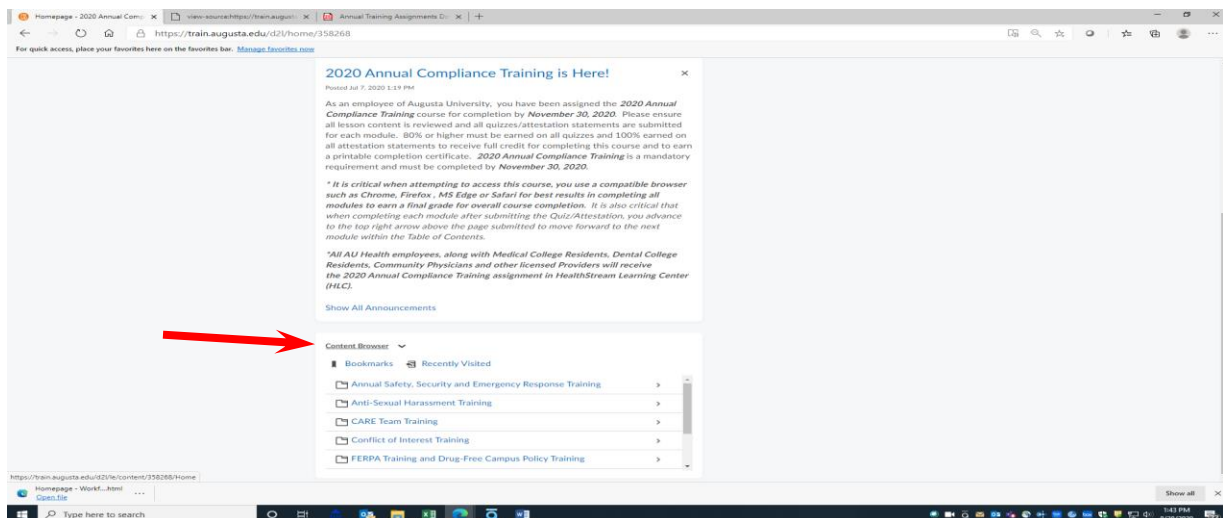 Homepage - 2020 Annual Comp
view-source:https://train.august
Annual Training Assignments D
https://train.augusta.edu/d2l/home/358268
For quick access, place your favorites here on the favorites bar. Manage favorites now
2020 Annual Compliance Training is Here!
Posted Jul 7, 2020 1:19 PM
As an employee of Augusta University, you have been assigned the 2020 Annual
Compliance Training course for completion by November 30, 2020. Please ensure
all lesson content is reviewed and all quizzes/attestation statements are submitted
for each module. 80% or higher must be earned on all quizzes and 100% earned on
all attestation statements to receive full credit for completing this course and to earn
a printable completion certificate. 2020 Annual Compliance Training is a mandatory
requirement and must be completed by November 30, 2020.
* It is critical when attempting to access this course, you use a compatible browser
such as Chrome, Firefox , MS Edge or Safari for best results in completing all
modules to earn a final grade for overall course completion. It is also critical that
when completing each module after submitting the Quiz/Attestation, you advance
to the top right arrow above the page submitted to move forward to the next
module within the Table of Contents.
*All AU Health employees, along with Medical College Residents, Dental College
Residents, Community Physicians and other licensed Providers will receive
the 2020 Annual Compliance Training assignment in HealthStream Learning Center
(HLC).
Show All Announcements
Content Browser
Bookmarks Recently Visited
Annual Safety, Security and Emergency Response Training
Anti-Sexual Harassment Training
CARE Team Training
Conflict of Interest Training
FERPA Training and Drug-Free Campus Policy Training
https://train.augusta.edu/d2l/le/content/358268/Home
Homepage - Workf....html
Open file
Show all
Type here to search
1:43 PM